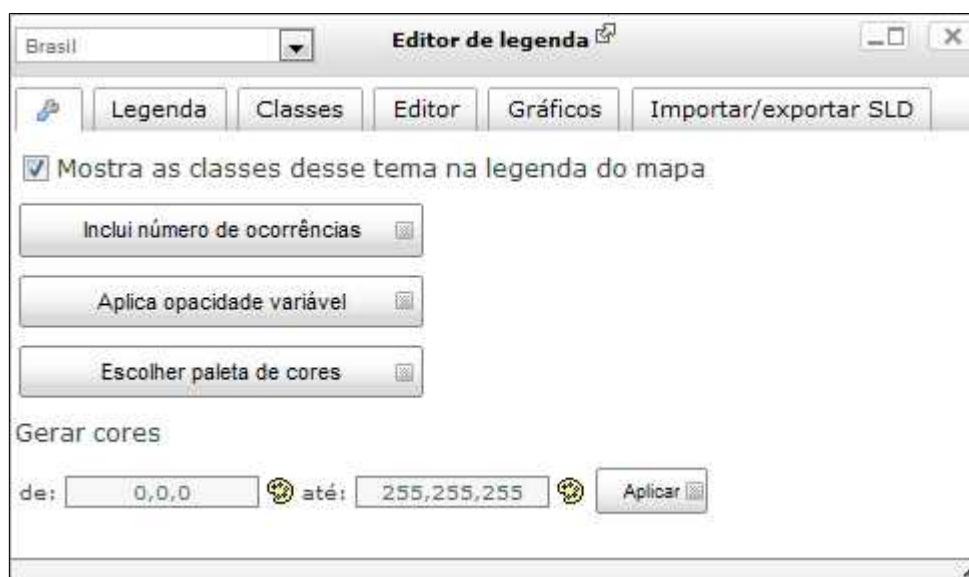 Brasil
Editor de legenda
Legenda Classes Editor Gráficos Importar/exportar SLD
Mostra as classes desse tema na legenda do mapa
Inclui número de ocorrências
Aplica opacidade variável
Escolher paleta de cores
Gerar cores
de: 0,0,0 até: 255,255,255 Aplicar